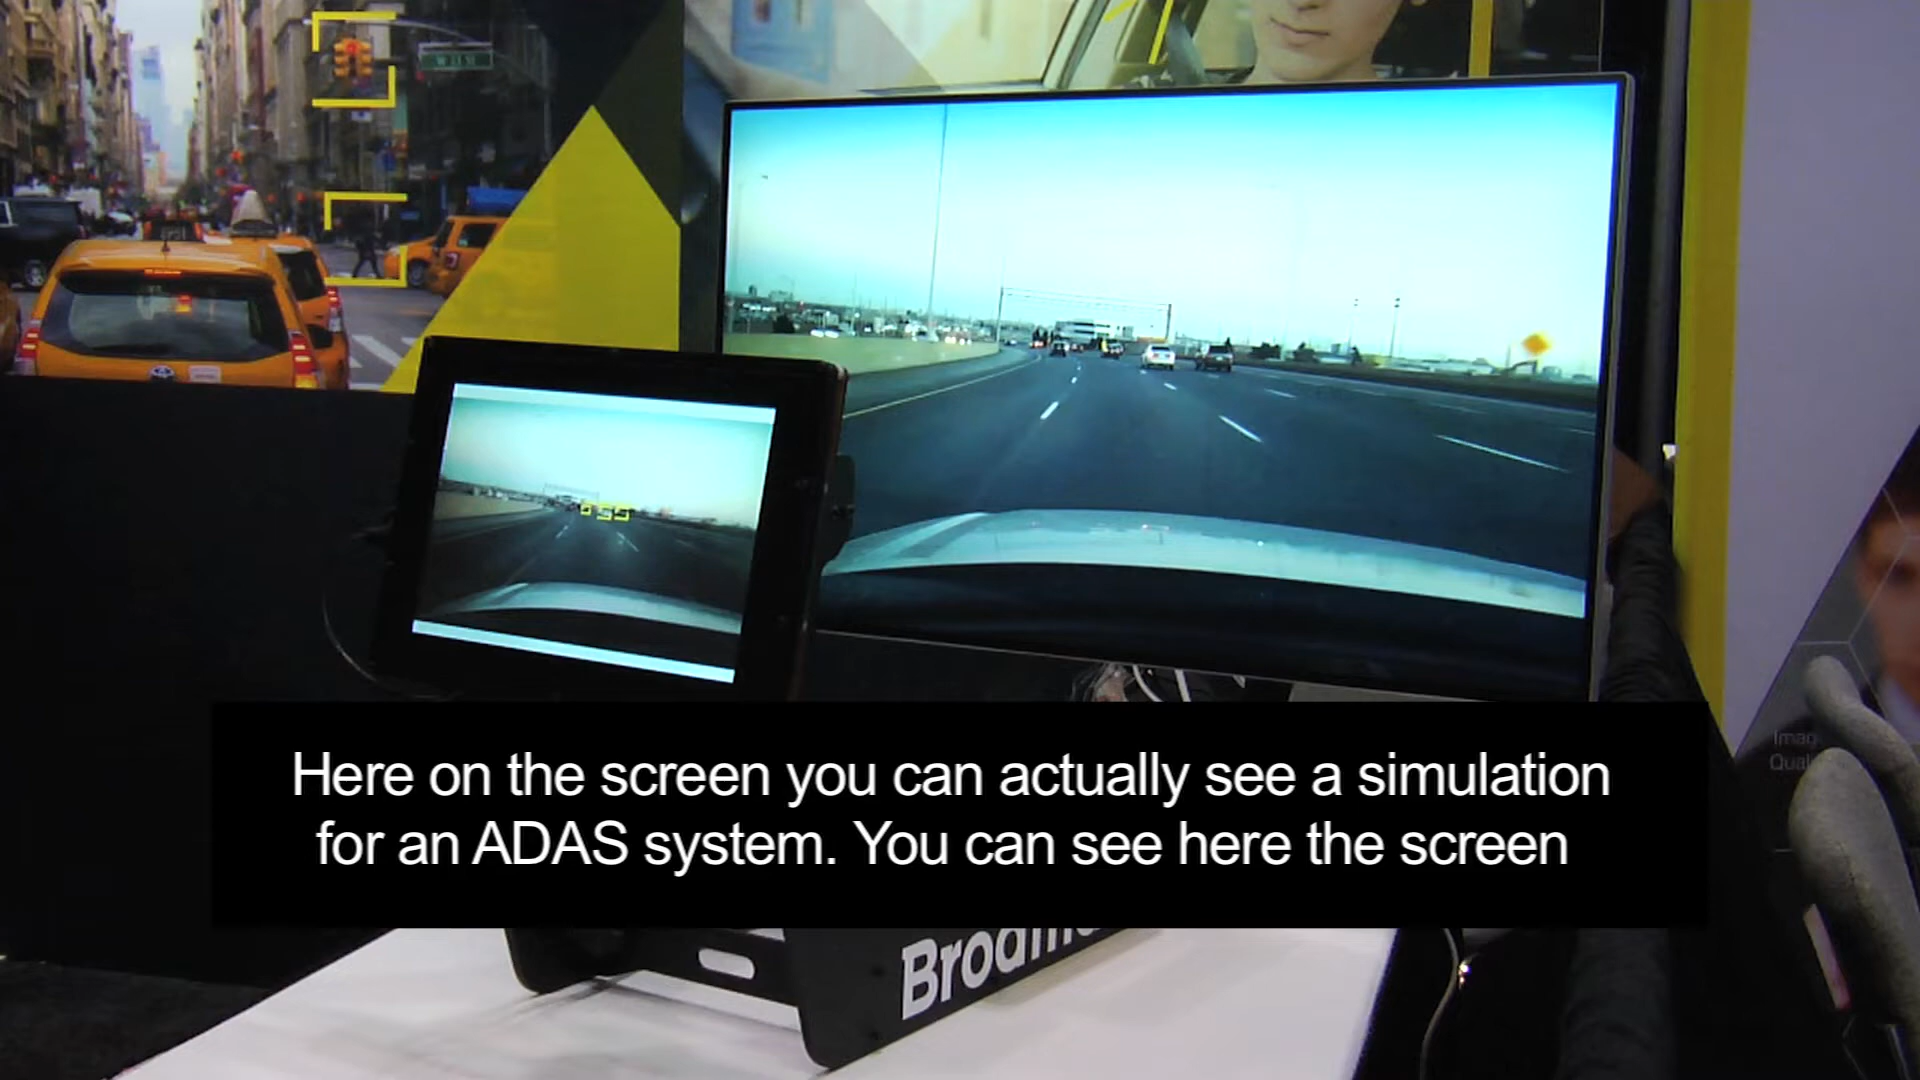 Here on the screen you can actually see a simulation
for an ADAS system. You can see here the screen